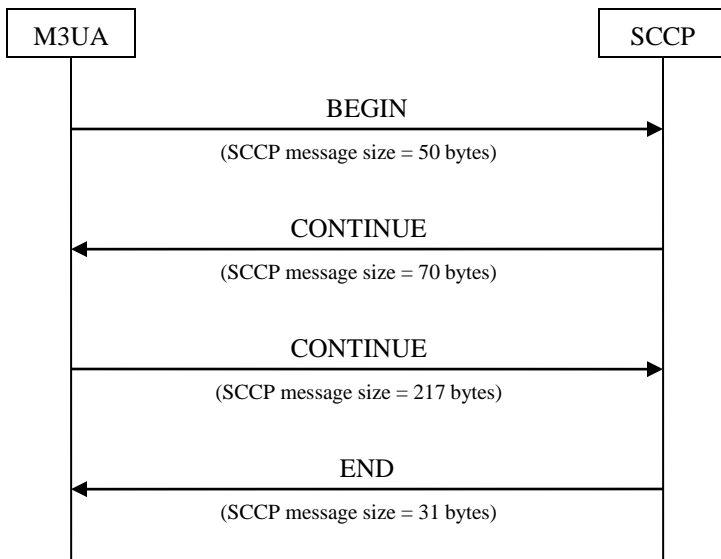 M3UA SCCP
BEGIN
(SCCP message size = 50 bytes)
CONTINUE
(SCCP message size = 70 bytes)
CONTINUE
(SCCP message size = 217 bytes)
END
(SCCP message size = 31 bytes)